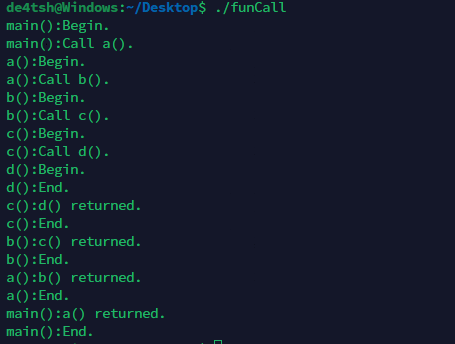 de4tsh@Windows:~/Desktop$ ./funCall
main():Begin.
main():Call a().
a():Begin.
a():Call b().
b():Begin.
b():Call c().
c():Begin.
c():Call d().
d():Begin.
d():End.
c():d() returned.
c():End.
b():c() returned.
b():End.
a():b() returned.
a():End.
main():a() returned.
main():End.